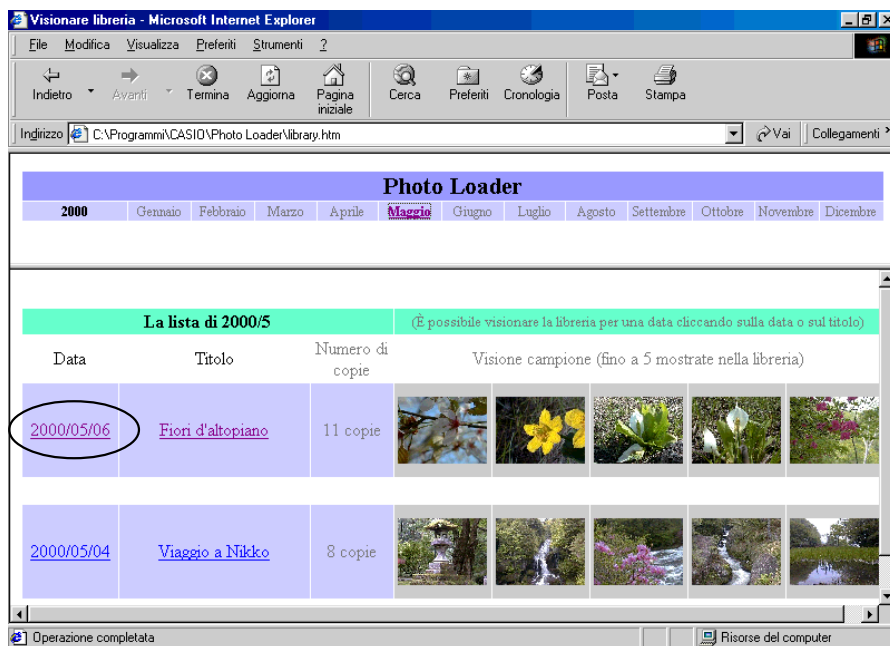 Visionare libreria - Microsoft Internet Explorer
File Modifica Visualizza Preferiti Strumenti ?
Indietro Avanti Termina Aggiorna Pagina iniziale Cerca Preferiti Cronologia Posta Stampa
Indirizzo C:\Programmi\CASIO\Photo Loader\library.htm Vai Collegamenti »
Photo Loader
2000 Gennaio Febbraio Marzo Aprile Maggio Giugno Luglio Agosto Settembre Ottobre Novembre Dicembre
La lista di 2000/5 (È possibile visionare la libreria per una data cliccando sulla data o sul titolo)
Data Titolo Numero di copie Visione campione (fino a 5 mostrate nella libreria)
2000/05/06 Fiori d'altopiano 11 copie
2000/05/04 Viaggio a Nikko 8 copie
Operazione completata Risorse del computer